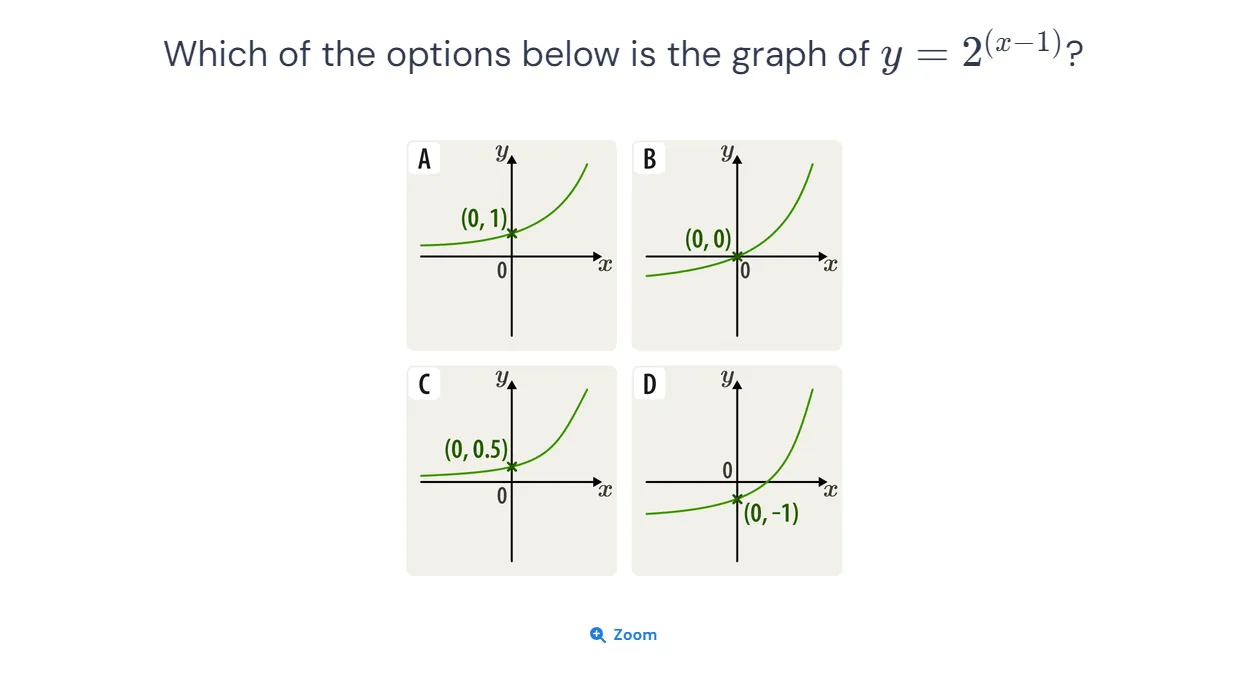 Which of the options below is the graph of y = 2^(x−1)?
A
y
(0, 1)
0
x
B
y
(0, 0)
0
x
C
y
(0, 0.5)
0
x
D
y
0
x
(0, -1)
Zoom